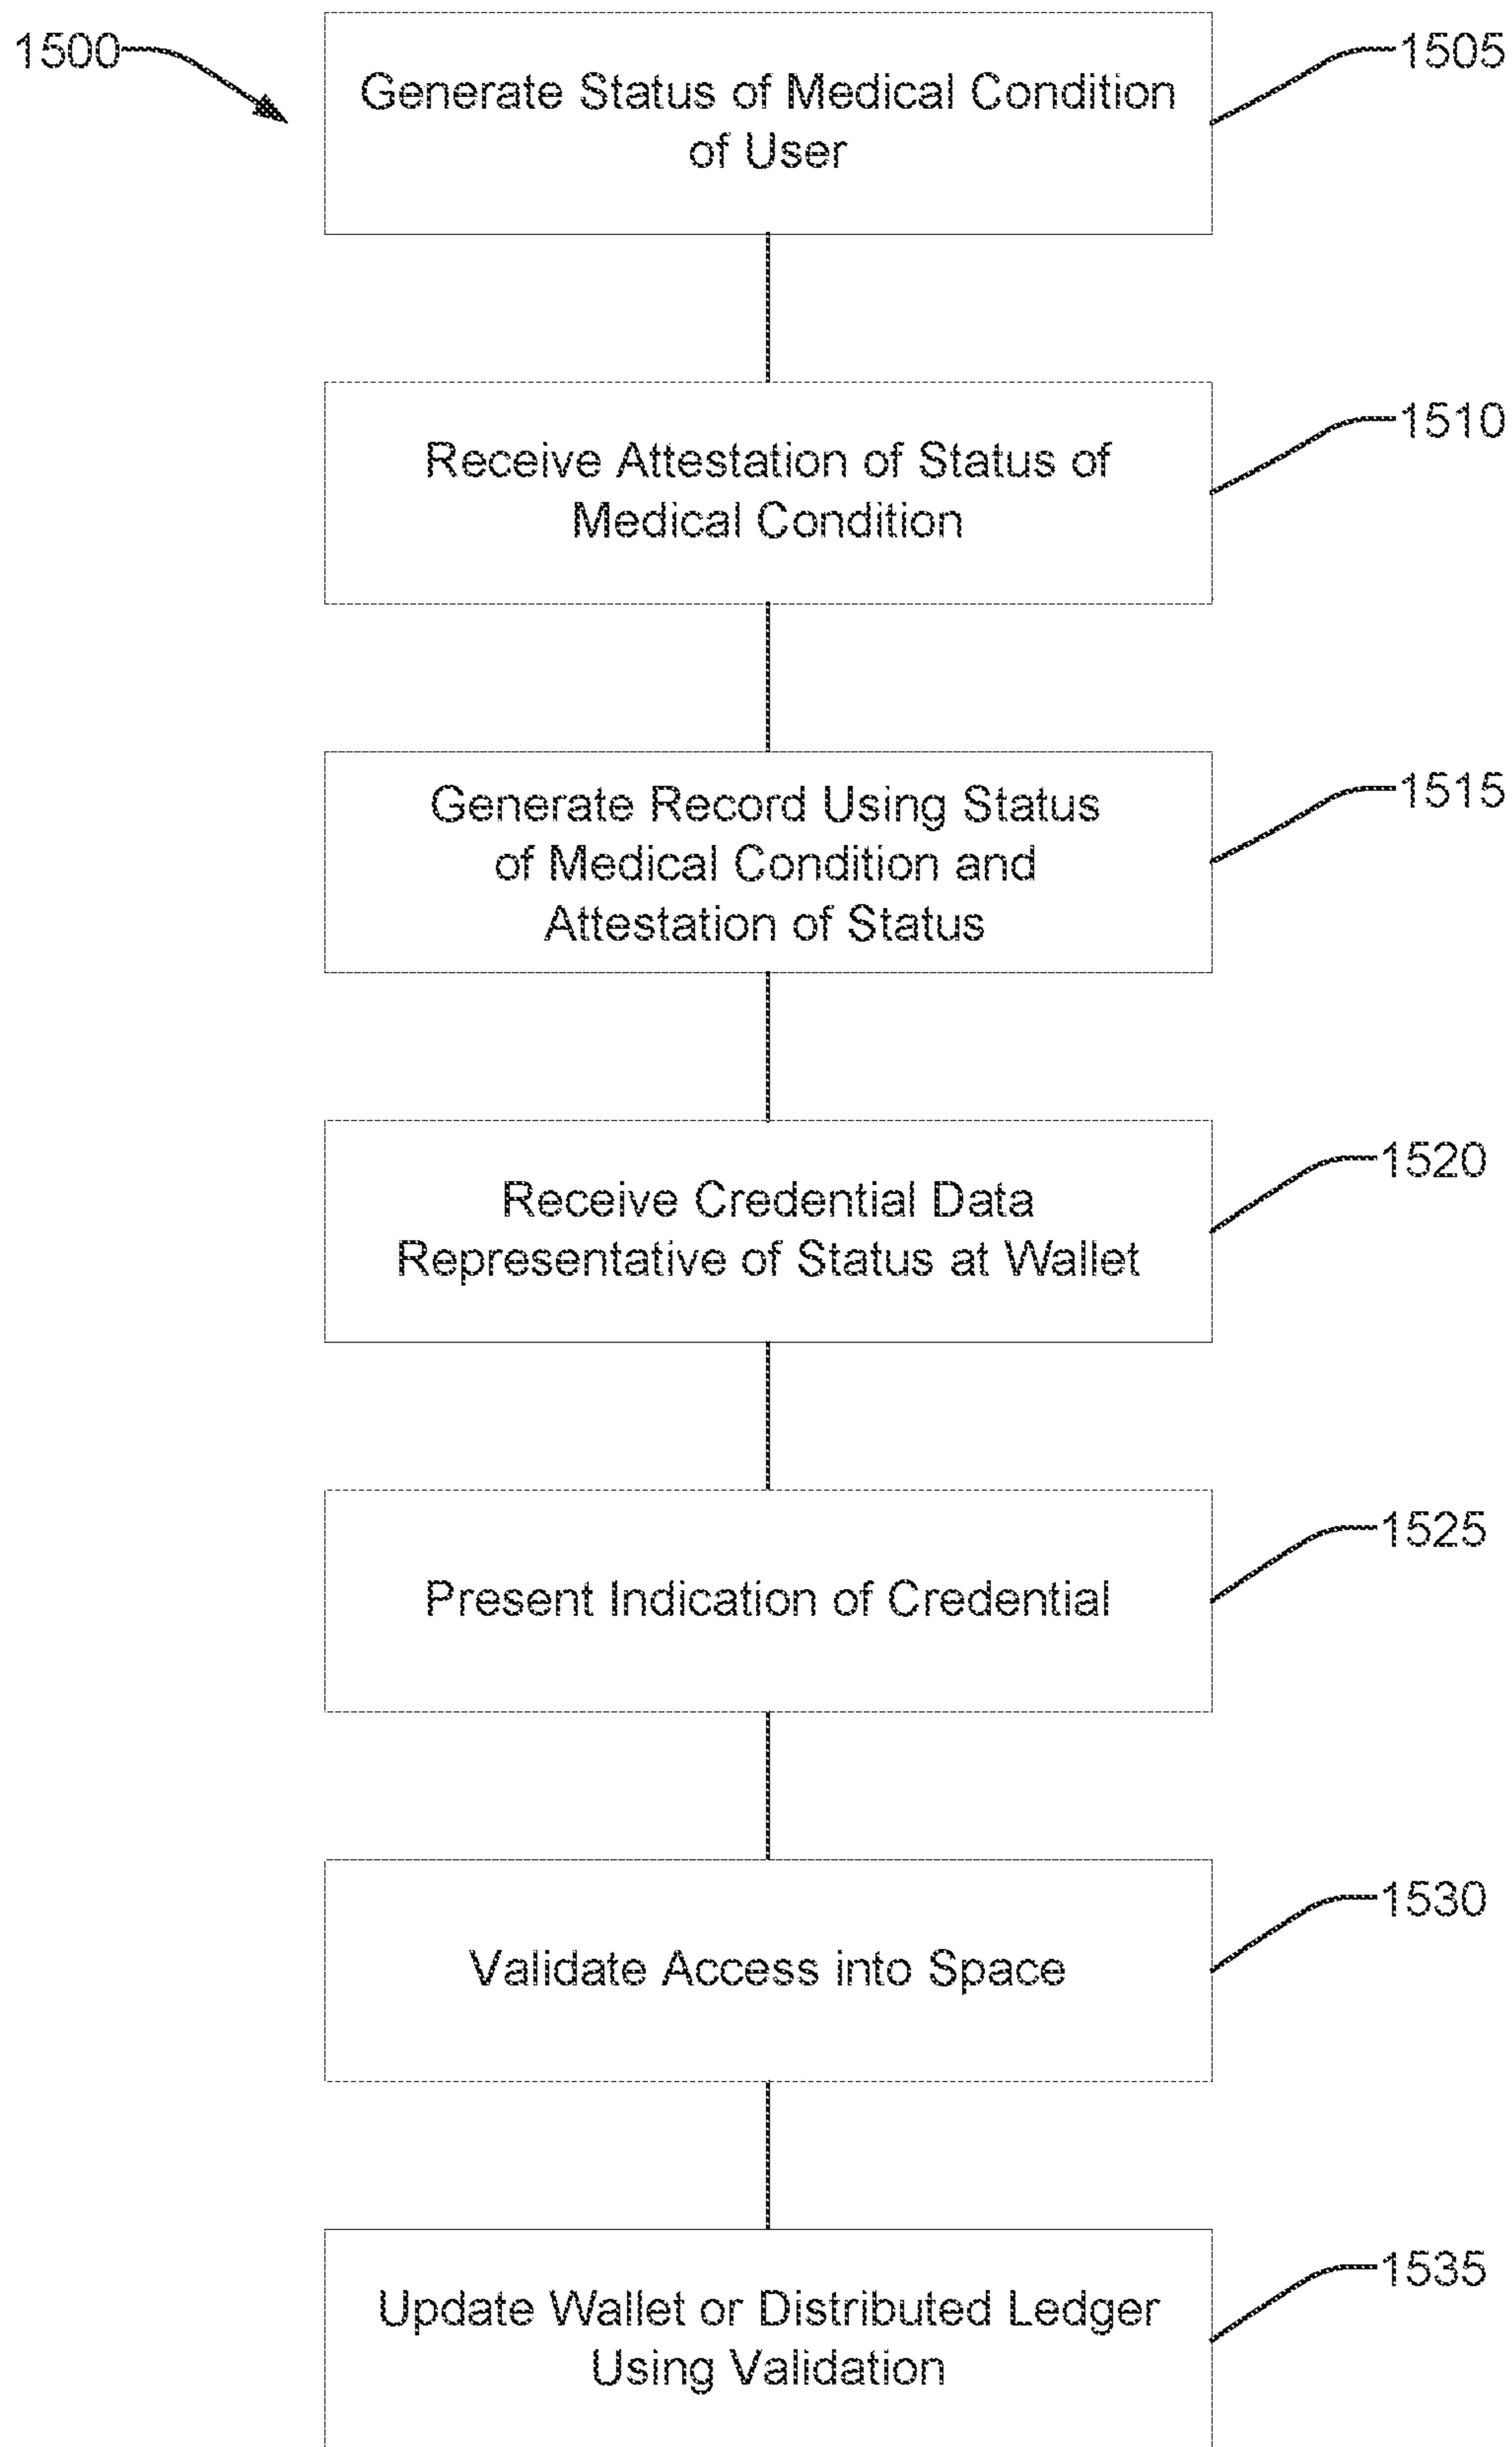 1500
1505
Generate Status of Medical Condition
of User
1510
Receive Attestation of Status of
Medical Condition
1515
Generate Record Using Status
of Medical Condition and
Attestation of Status
1520
Receive Credential Data
Representative of Status at Wallet
1525
Present Indication of Credential
1530
Validate Access into Space
1535
Update Wallet or Distributed Ledger
Using Validation